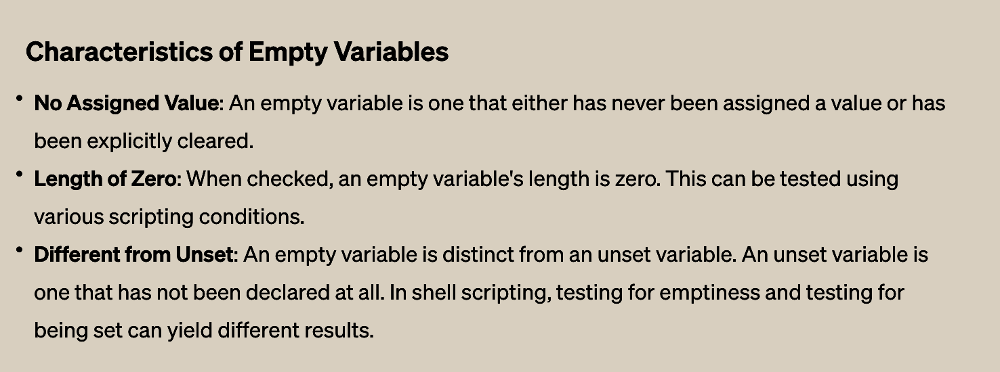 Characteristics of Empty Variables
• No Assigned Value: An empty variable is one that either has never been assigned a value or has
been explicitly cleared.
• Length of Zero: When checked, an empty variable's length is zero. This can be tested using
various scripting conditions.
• Different from Unset: An empty variable is distinct from an unset variable. An unset variable is
one that has not been declared at all. In shell scripting, testing for emptiness and testing for
being set can yield different results.